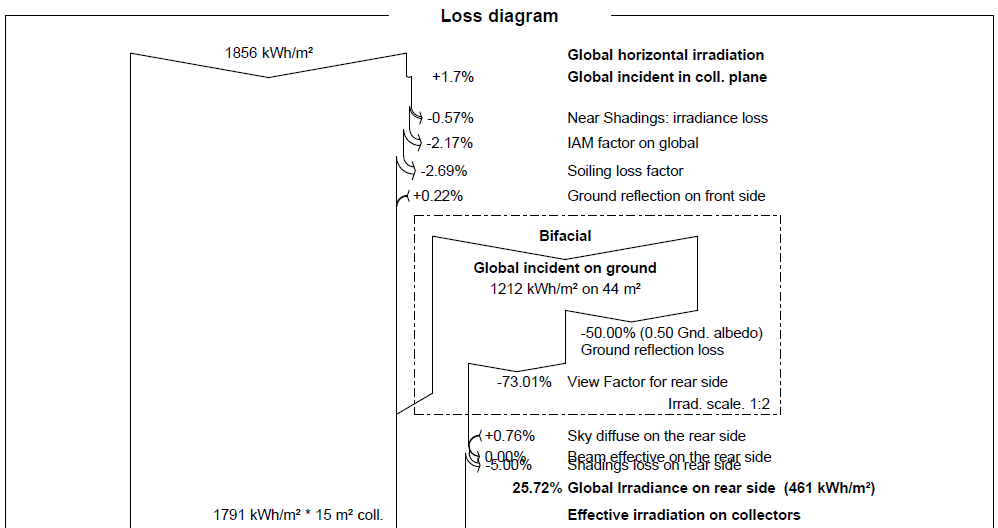 Loss diagram
1856 kWh/m² Global horizontal irradiation
+1.7% Global incident in coll. plane
-0.57% Near Shadings: irradiance loss
-2.17% IAM factor on global
-2.69% Soiling loss factor
+0.22% Ground reflection on front side
Bifacial
Global incident on ground
1212 kWh/m² on 44 m²
-50.00% (0.50 Gnd. albedo)
Ground reflection loss
-73.01% View Factor for rear side
Irrad. scale. 1:2
+0.76% Sky diffuse on the rear side
0.00% Beam effective on the rear side
-5.00% Shadings loss on rear side
25.72% Global Irradiance on rear side (461 kWh/m²)
1791 kWh/m² * 15 m² coll. Effective irradiation on collectors